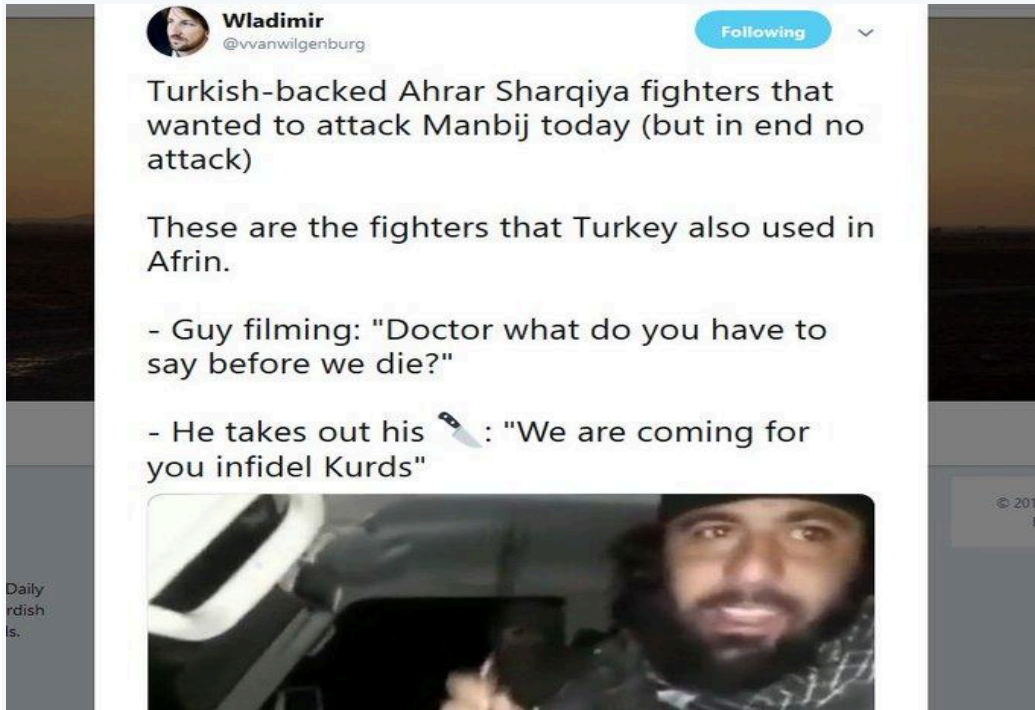 Wladimir
@vvanwilgenburg
Following
Turkish-backed Ahrar Sharqiya fighters that
wanted to attack Manbij today (but in end no
attack)
These are the fighters that Turkey also used in
Afrin.
- Guy filming: "Doctor what do you have to
say before we die?"
- He takes out his 🔪: "We are coming for
you infidel Kurds"
© 201
Daily
rdish
ls.